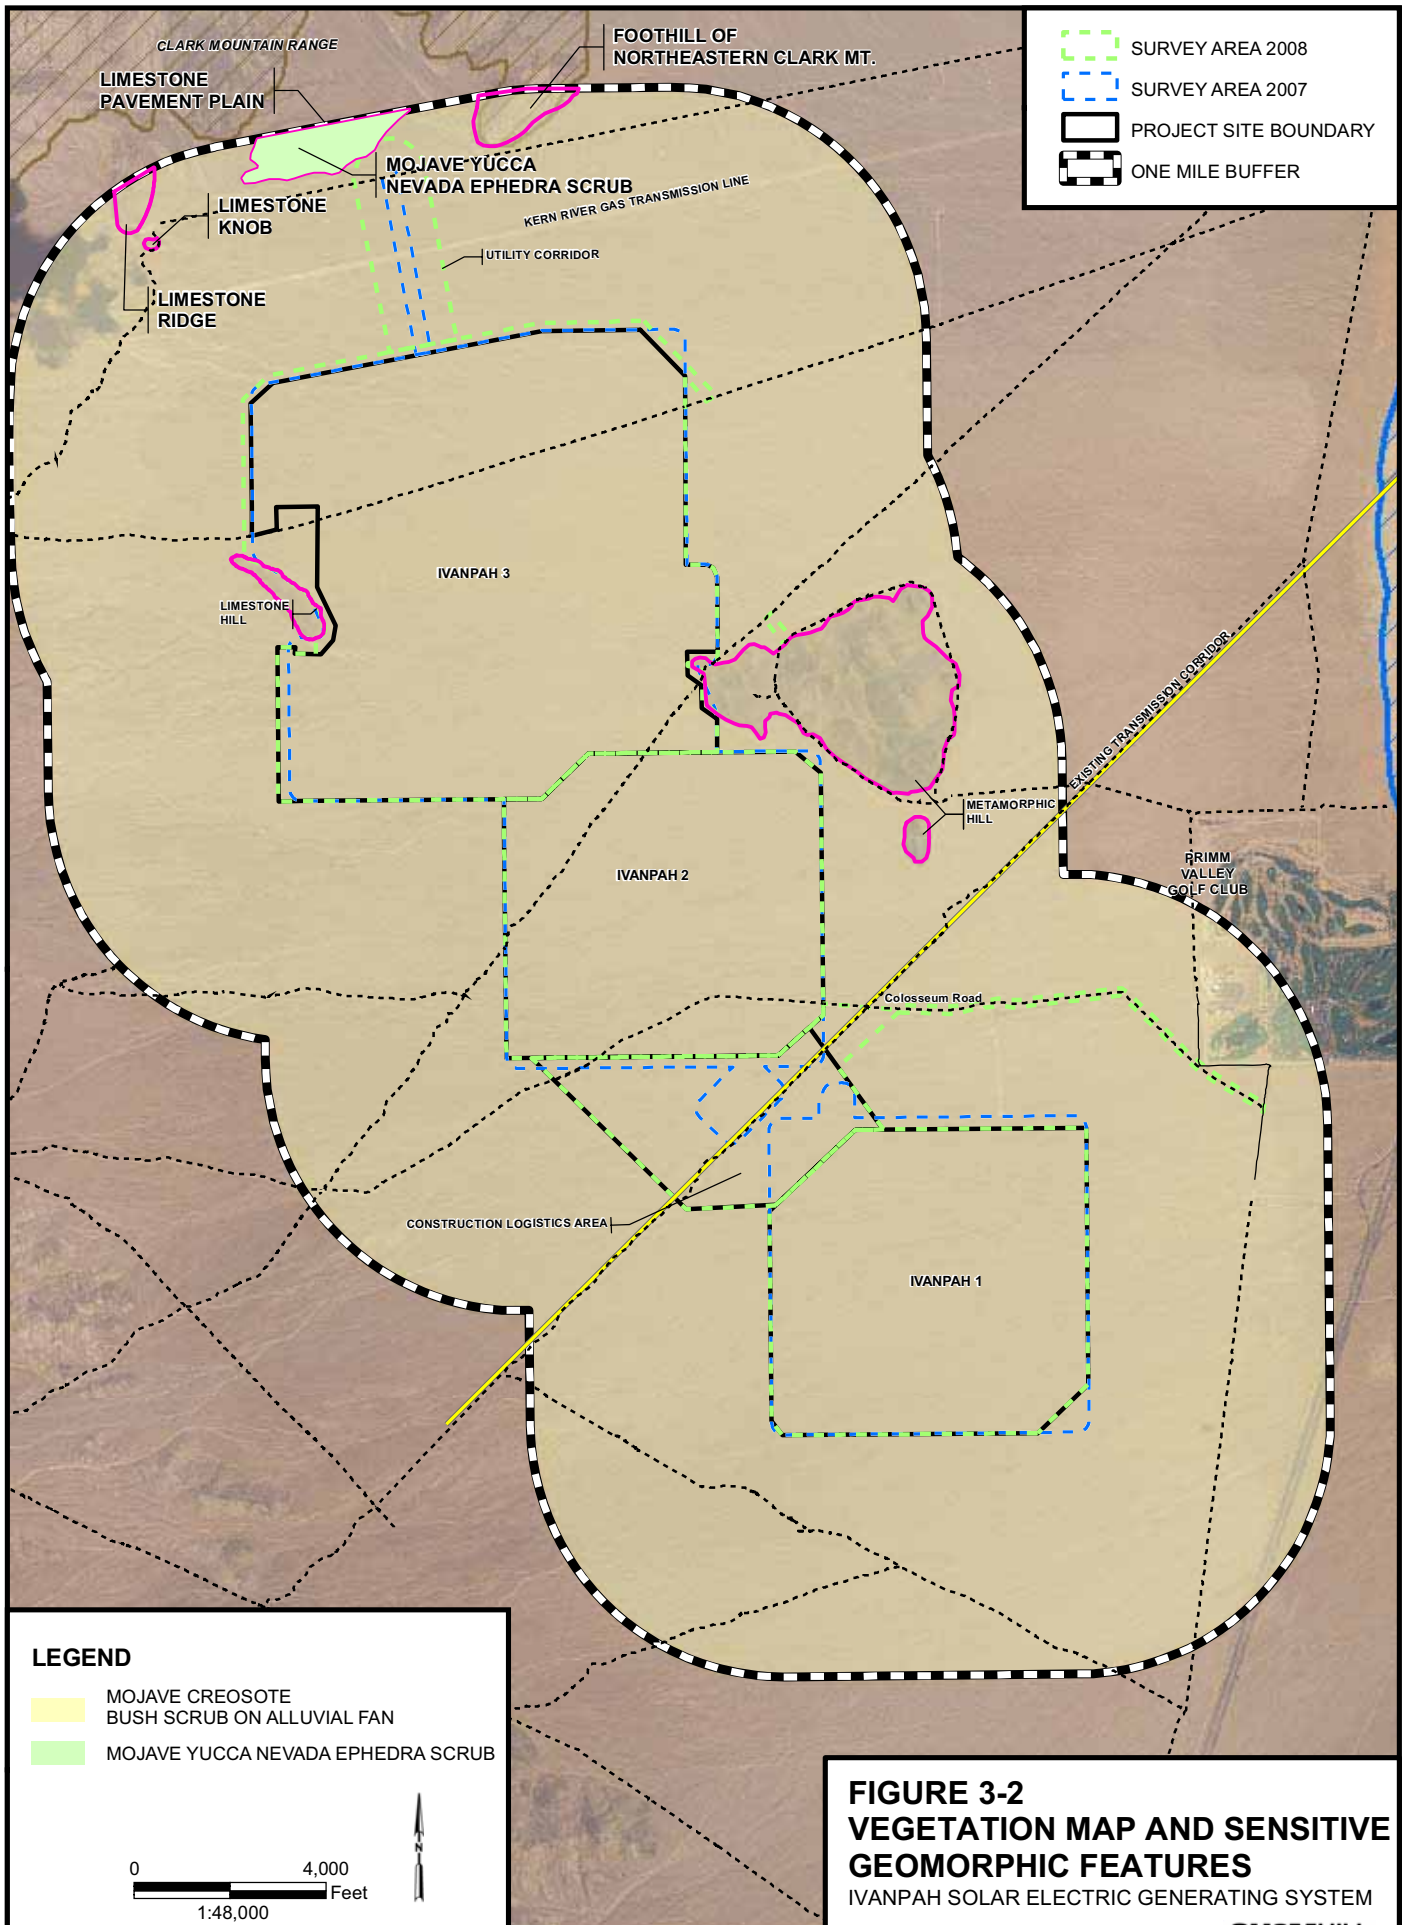 CLARK MOUNTAIN RANGE
FOOTHILL OF
NORTHEASTERN CLARK MT.
LIMESTONE
PAVEMENT PLAIN
SURVEY AREA 2008
SURVEY AREA 2007
PROJECT SITE BOUNDARY
ONE MILE BUFFER
MOJAVE YUCCA
NEVADA EPHEDRA SCRUB
LIMESTONE
KNOB
KERN RIVER GAS TRANSMISSION LINE
UTILITY CORRIDOR
LIMESTONE
RIDGE
IVANPAH 3
LIMESTONE
HILL
EXISTING TRANSMISSION CORRIDOR
METAMORPHIC
HILL
PRIMM
VALLEY
GOLF CLUB
IVANPAH 2
Colosseum Road
CONSTRUCTION LOGISTICS AREA
IVANPAH 1
LEGEND
MOJAVE CREOSOTE
BUSH SCRUB ON ALLUVIAL FAN
MOJAVE YUCCA NEVADA EPHEDRA SCRUB
N
0 4,000
Feet
1:48,000
FIGURE 3-2
VEGETATION MAP AND SENSITIVE
GEOMORPHIC FEATURES
IVANPAH SOLAR ELECTRIC GENERATING SYSTEM